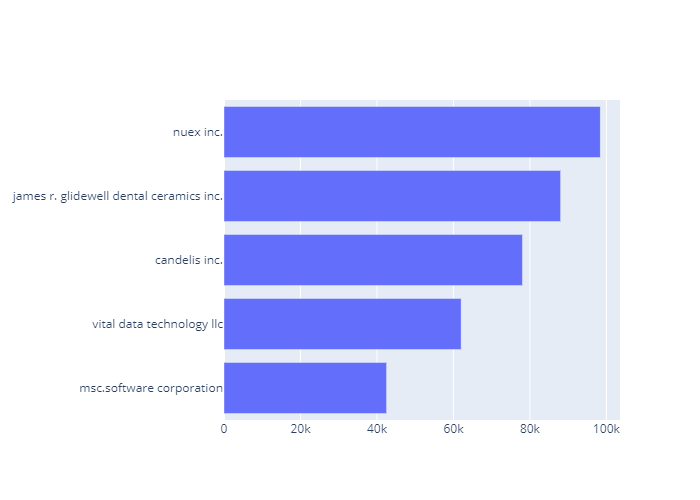 nuex inc.
james r. glidewell dental ceramics inc.
candelis inc.
vital data technology llc
msc.software corporation
0 20k 40k 60k 80k 100k